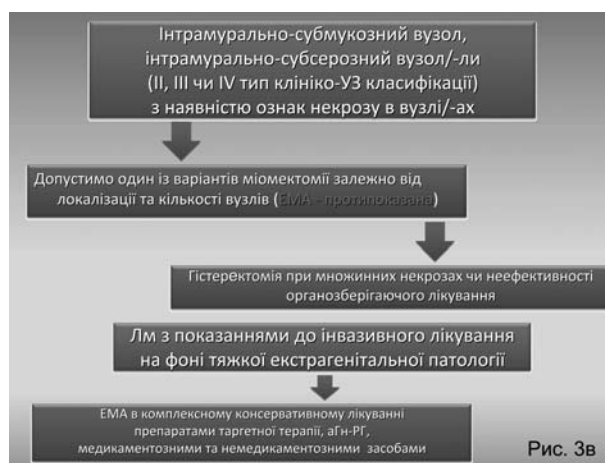 Інтрамурально-субмукозний вузол,
інтрамурально-субсерозний вузол/-ли
(ІІ, ІІІ чи IV тип клініко-УЗ класифікації)
з наявністю ознак некрозу в вузлі/-ах
Допустимо один із варіантів міомектомії залежно від
локалізації та кількості вузлів (ЕМА - протипоказана)
Гістеректомія при множинних некрозах чи неефективності
органозберігаючого лікування
Лм з показаннями до інвазивного лікування
на фоні тяжкої екстрагенітальної патології
ЕМА в комплексному консервативному лікуванні
препаратами таргетної терапії, аГн-РГ,
медикаментозними та немедикаментозними засобами
Рис. 3в